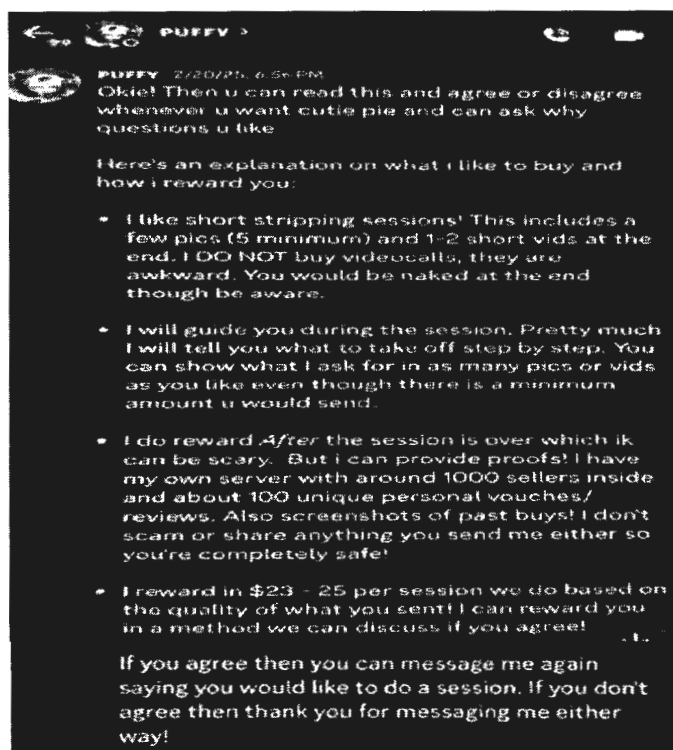 PUFFY >
PUFFY 2/20/25, 6:56 PM
Okie! Then u can read this and agree or disagree
whenever u want cutie pie and can ask why
questions u like
Here's an explanation on what i like to buy and
how i reward you:
• I like short stripping sessions! This includes a
few pics (5 minimum) and 1-2 short vids at the
end. I DO NOT buy videocalls, they are
awkward. You would be naked at the end
though be aware.
• I will guide you during the session. Pretty much
I will tell you what to take off step by step. You
can show what I ask for in as many pics or vids
as you like even though there is a minimum
amount u would send.
• I do reward After the session is over which ik
can be scary. But i can provide proofs! I have
my own server with around 1000 sellers inside
and about 100 unique personal vouches/
reviews. Also screenshots of past buys! I don't
scam or share anything you send me either so
you're completely safe!
• I reward in $23 - 25 per session we do based on
the quality of what you sent! I can reward you
in a method we can discuss if you agree!
If you agree then you can message me again
saying you would like to do a session. If you don't
agree then thank you for messaging me either
way!